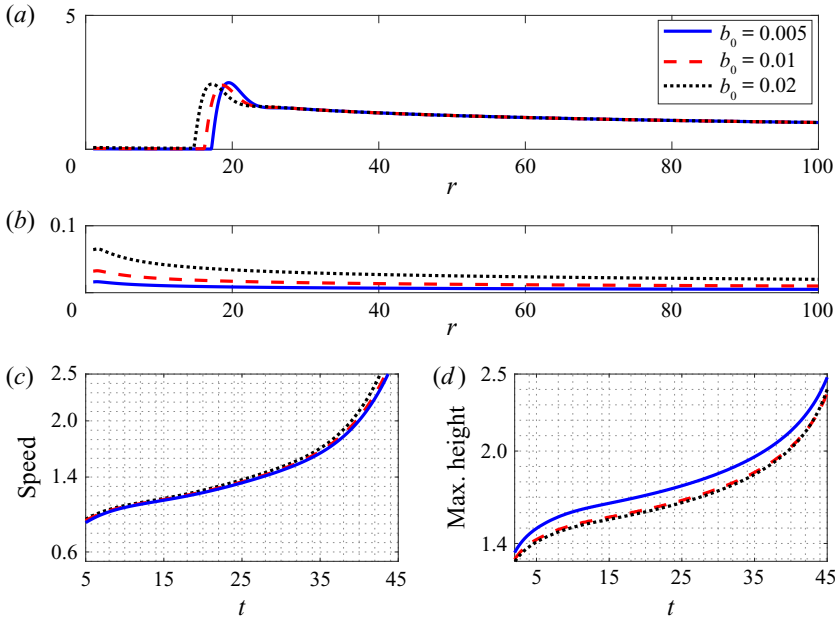 (a)
5
b₀ = 0.005
b₀ = 0.01
b₀ = 0.02
0 20 40 60 80 100
r
(b)
0.1
0 20 40 60 80 100
r
(c)
2.5
2.0
1.4
0.6
Speed
5 15 25 35 45
t
(d)
2.5
2.0
1.4
Max. height
5 15 25 35 45
t